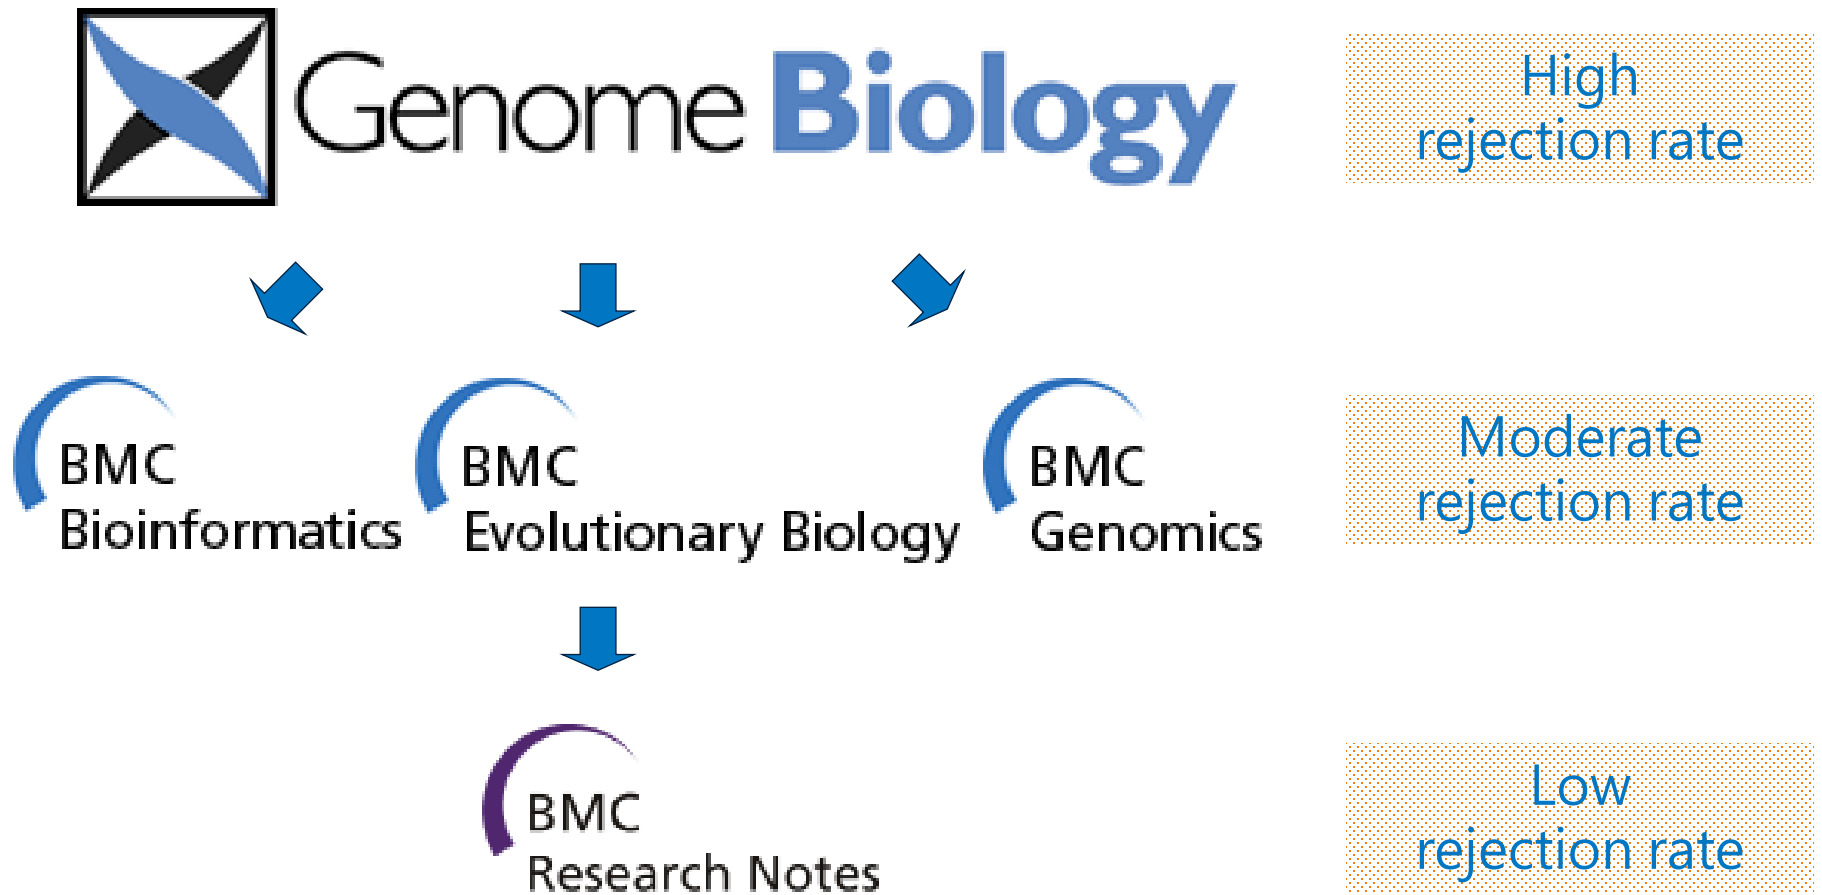 Genome Biology
High
rejection rate
BMC
Bioinformatics
BMC
Evolutionary Biology
BMC
Genomics
Moderate
rejection rate
BMC
Research Notes
Low
rejection rate